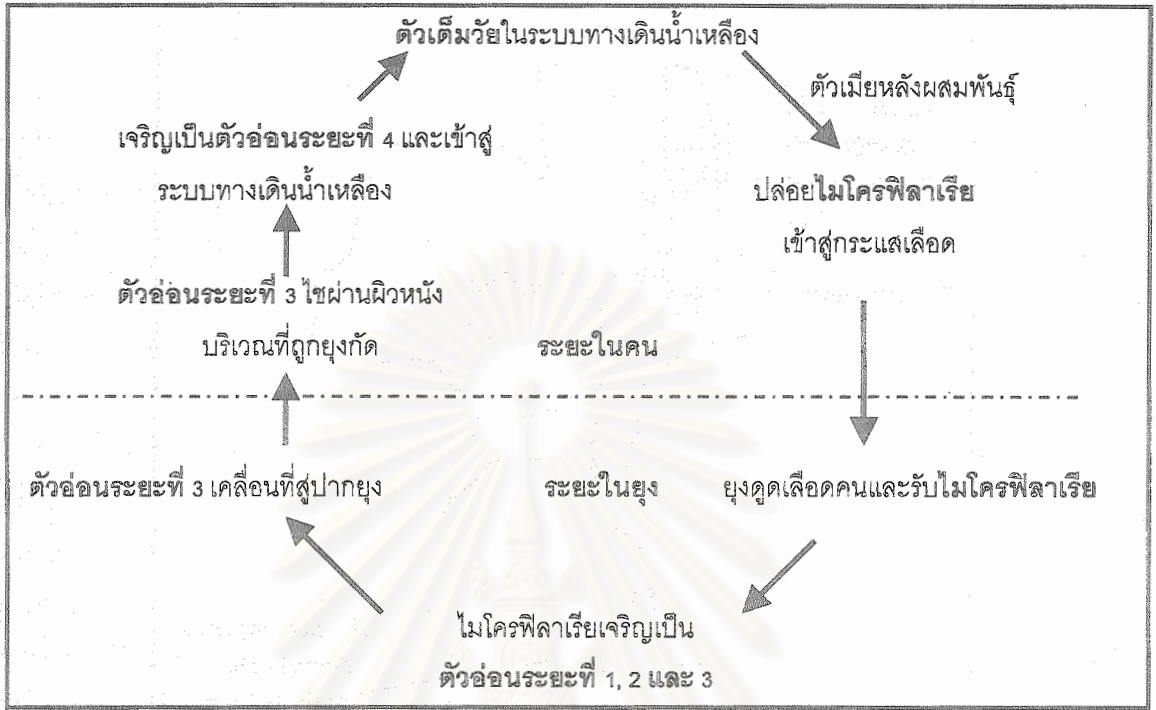 ตัวเต็มวัยในระบบทางเดินน้ำเหลือง
ตัวเมียหลังผสมพันธุ์
เจริญเป็นตัวอ่อนระยะที่ 4 และเข้าสู่
ระบบทางเดินน้ำเหลือง
ปล่อยไมโครฟิลาเรีย
เข้าสู่กระแสเลือด
ตัวอ่อนระยะที่ 3 ไชผ่านผิวหนัง
บริเวณที่ถูกยุงกัด
ระยะในคน
ตัวอ่อนระยะที่ 3 เคลื่อนที่สู่ปากยุง
ระยะในยุง
ยุงดูดเลือดคนและรับไมโครฟิลาเรีย
ไมโครฟิลาเรียเจริญเป็น
ตัวอ่อนระยะที่ 1, 2 และ 3